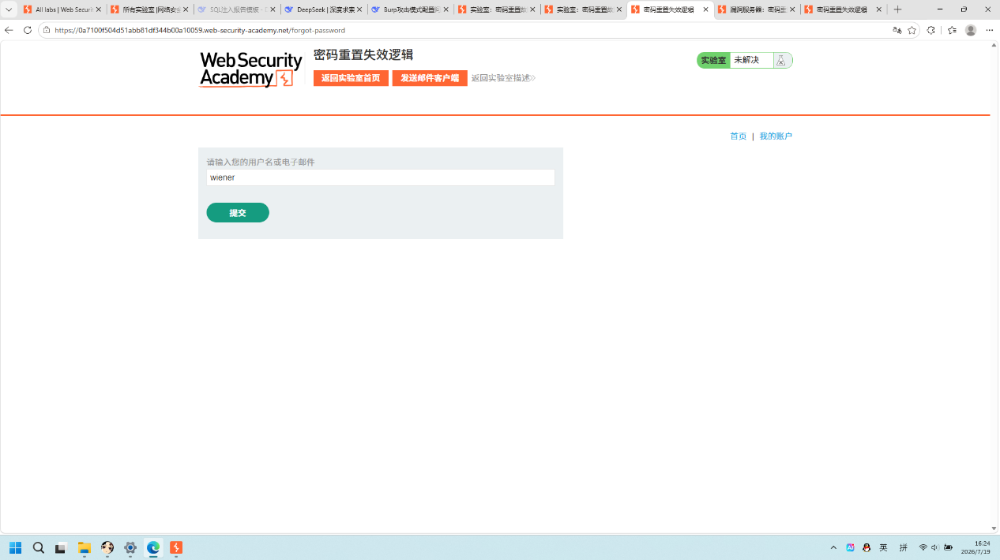 All labs | Web Securit
所有实验室 |网络安全
SQL注入报告模板 -
DeepSeek | 深度求索
Burp攻击模式配置问
实验室：密码重置故
实验室：密码重置故
密码重置失效逻辑
漏洞服务器：密码重
密码重置失效逻辑
https://0a7100f504d51abb81df344b00a10059.web-security-academy.net/forgot-password
Web Security
Academy
密码重置失效逻辑
返回实验室首页
发送邮件客户端
返回实验室描述
实验室
未解决
首页 | 我的账户
请输入您的用户名或电子邮件
wiener
提交
英
拼
16:24
2026/7/19